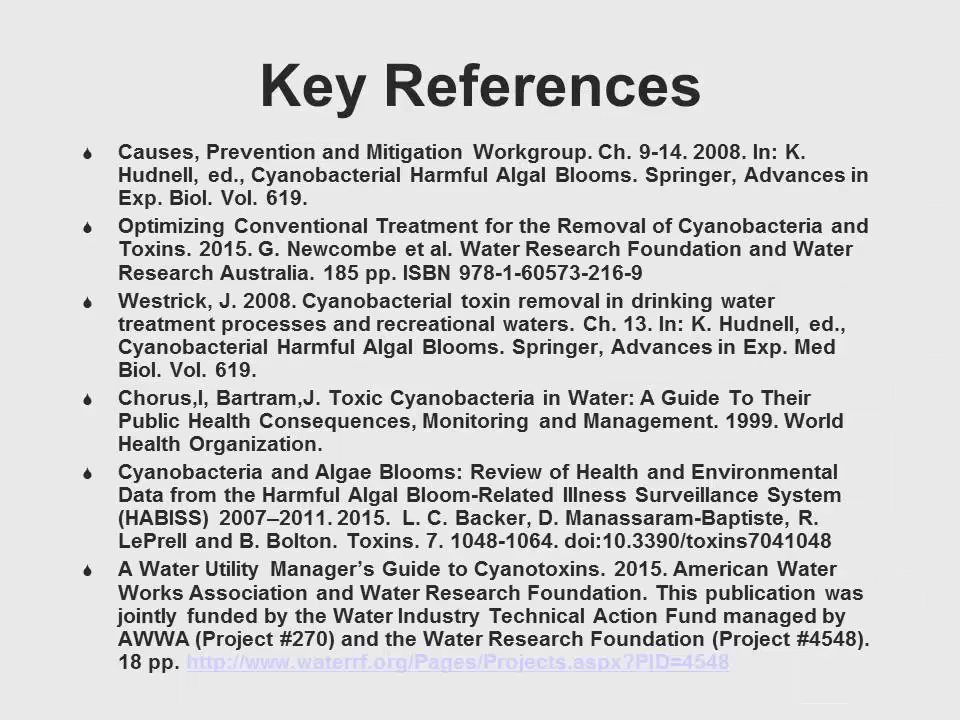 Key References
Causes, Prevention and Mitigation Workgroup. Ch. 9-14. 2008. In: K.
Hudnell, ed., Cyanobacterial Harmful Algal Blooms. Springer, Advances in
Exp. Biol. Vol. 619.
Optimizing Conventional Treatment for the Removal of Cyanobacteria and
Toxins. 2015. G. Newcombe et al. Water Research Foundation and Water
Research Australia. 185 pp. ISBN 978-1-60573-216-9
Westrick, J. 2008. Cyanobacterial toxin removal in drinking water
treatment processes and recreational waters. Ch. 13. In: K. Hudnell, ed.,
Cyanobacterial Harmful Algal Blooms. Springer, Advances in Exp. Med
Biol. Vol. 619.
Chorus,I, Bartram,J. Toxic Cyanobacteria in Water: A Guide To Their
Public Health Consequences, Monitoring and Management. 1999. World
Health Organization.
Cyanobacteria and Algae Blooms: Review of Health and Environmental
Data from the Harmful Algal Bloom-Related Illness Surveillance System
(HABISS) 2007–2011. 2015. L. C. Backer, D. Manassaram-Baptiste, R.
LePrell and B. Bolton. Toxins. 7. 1048-1064. doi:10.3390/toxins7041048
A Water Utility Manager’s Guide to Cyanotoxins. 2015. American Water
Works Association and Water Research Foundation. This publication was
jointly funded by the Water Industry Technical Action Fund managed by
AWWA (Project #270) and the Water Research Foundation (Project #4548).
18 pp. http://www.waterrf.org/Pages/Projects.aspx?PID=4548